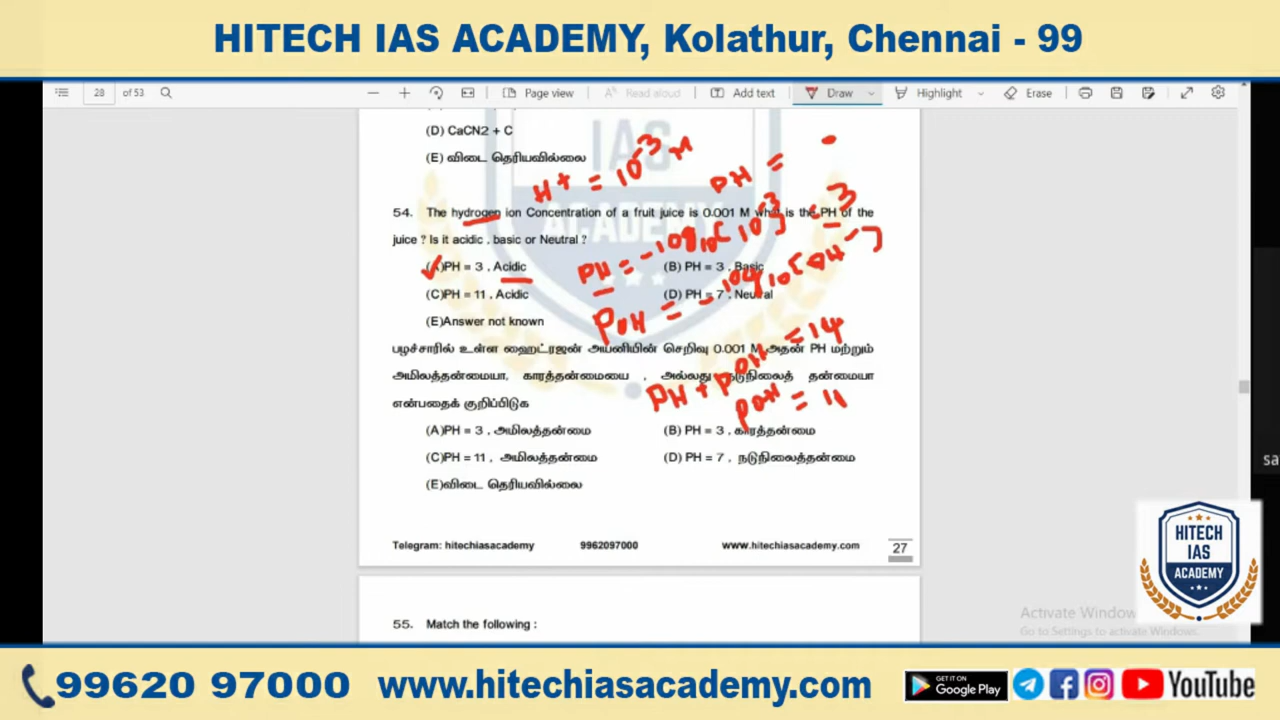 HITECH IAS ACADEMY, Kolathur, Chennai - 99
28 of 53 Page view Read aloud Add text Draw Highlight Erase
(D) CaCN2 + C
(E) விடை தெரியவில்லை
H+ = 10-3 M
PH =
54. The hydrogen ion Concentration of a fruit juice is 0.001 M what is the PH of the
juice ? Is it acidic , basic or Neutral ?
PH = -log10[10-3] = 3
(A)PH = 3 , Acidic (B) PH = 3 , Basic
(C)PH = 11 , Acidic (D) PH = 7 , Neutral
POH = -log10[OH-]
(E)Answer not known
PH + POH = 14
POH = 11
பழச்சாரில் உள்ள ஹைட்ரஜன் அயனியின் செறிவு 0.001 M அதன் PH மற்றும்
அமிலத்தன்மையா, காரத்தன்மையை , அல்லது நடுநிலைத் தன்மையா
என்பதைக் குறிப்பிடுக
(A)PH = 3 , அமிலத்தன்மை (B) PH = 3 , காரத்தன்மை
(C)PH = 11 , அமிலத்தன்மை (D) PH = 7 , நடுநிலைத்தன்மை
(E)விடை தெரியவில்லை
Telegram: hitechiasacademy 9962097000 www.hitechiasacademy.com 27
55. Match the following :
IAS
ACADEMY
HITECH
IAS
ACADEMY
sa
Activate Window
Go to Settings to activate Windows.
99620 97000 www.hitechiasacademy.com GET IT ON Google Play YouTube